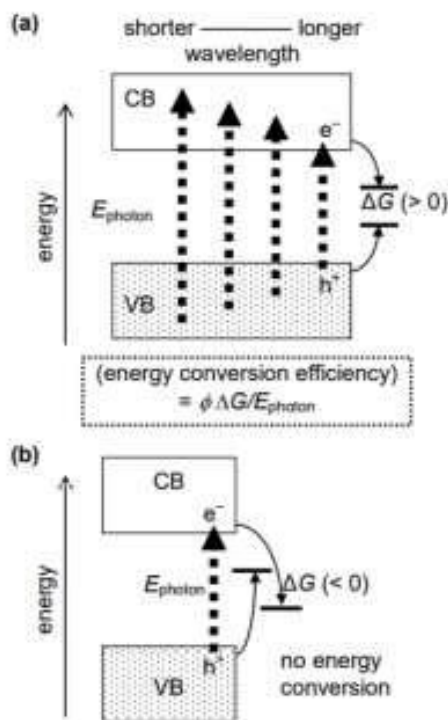 (a)
shorter longer
wavelength
CB
e⁻
ΔG (> 0)
E_photon
energy
h⁺
VB
(energy conversion efficiency)
= ϕ ΔG/E_photon
(b)
CB
e⁻
E_photon
ΔG (< 0)
energy
h⁺
VB
no energy
conversion